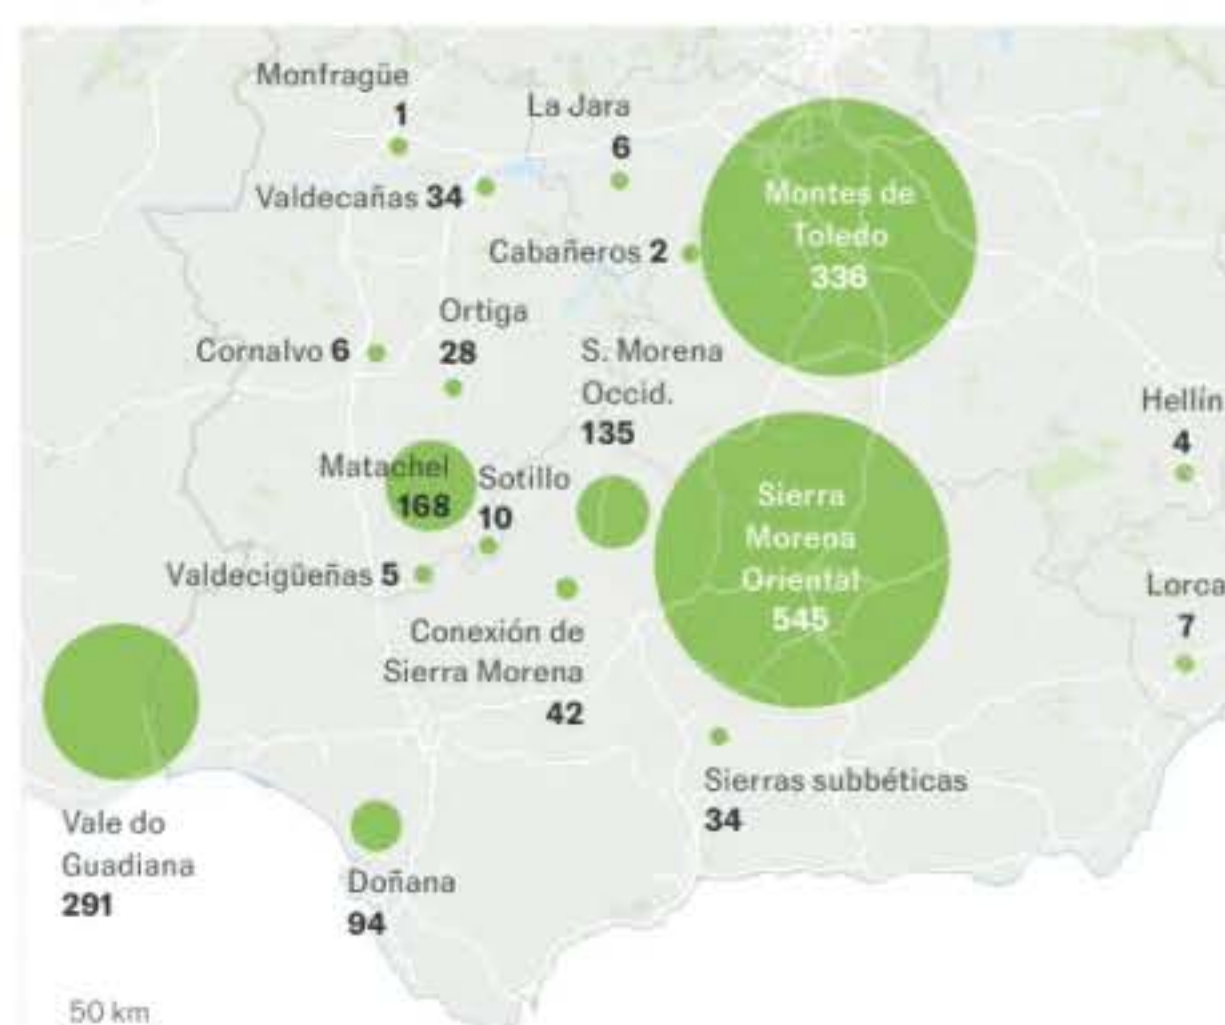 Monfragüe
1
La Jara
6
Valdecañas 34
Montes de
Toledo
336
Cabañeros 2
Ortiga
28
Cornalvo 6
S. Morena
Occid.
135
Hellín
4
Matachel
168
Sotillo
10
Sierra
Morena
Oriental
545
Valdecigüeñas 5
Lorca
7
Conexión de
Sierra Morena
42
Sierras subbéticas
34
Vale do
Guadiana
291
Doñana
94
50 km